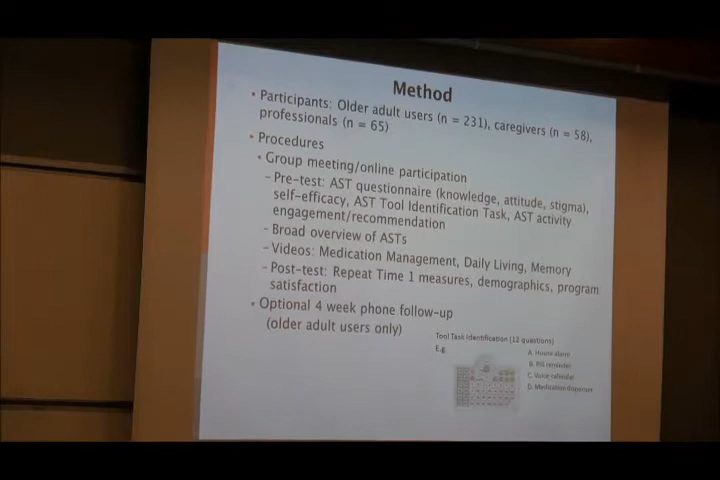 Method
• Participants: Older adult users (n = 231), caregivers (n = 58),
professionals (n = 65)
• Procedures
• Group meeting/online participation
– Pre-test: AST questionnaire (knowledge, attitude, stigma),
self-efficacy, AST Tool Identification Task, AST activity
engagement/recommendation
– Broad overview of ASTs
– Videos: Medication Management, Daily Living, Memory
– Post-test: Repeat Time 1 measures, demographics, program
satisfaction
• Optional 4 week phone follow-up
(older adult users only)
Tool Task Identification (12 questions)
E.g.
A. House alarm
B. Pill reminder
C. Voice calendar
D. Medication dispenser